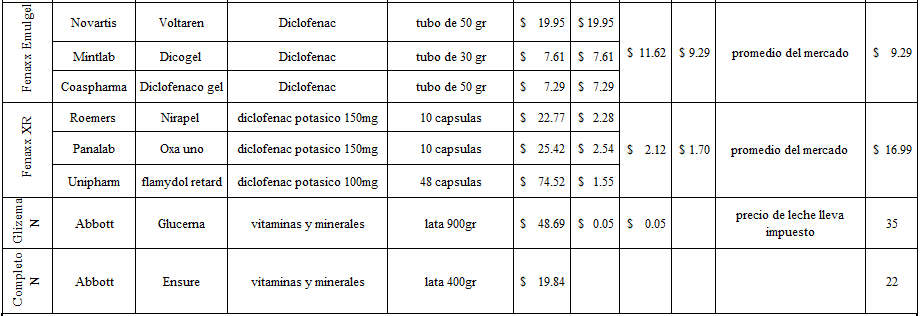 Fenaxx Emulgel
Novartis Voltaren Diclofenac tubo de 50 gr $ 19.95 $ 19.95
Mintlab Dicogel Diclofenac tubo de 30 gr $ 7.61 $ 7.61 $ 11.62 $ 9.29 promedio del mercado $ 9.29
Coaspharma Diclofenaco gel Diclofenac tubo de 50 gr $ 7.29 $ 7.29
Fenaxx XR
Roemers Nirapel diclofenac potasico 150mg 10 capsulas $ 22.77 $ 2.28
Panalab Oxa uno diclofenac potasico 150mg 10 capsulas $ 25.42 $ 2.54 $ 2.12 $ 1.70 promedio del mercado $ 16.99
Unipharm flamydol retard diclofenac potasico 100mg 48 capsulas $ 74.52 $ 1.55
Glizema
N
Abbott Glucerna vitaminas y minerales lata 900gr $ 48.69 $ 0.05 $ 0.05 precio de leche lleva
impuesto 35
Completo
N
Abbott Ensure vitaminas y minerales lata 400gr $ 19.84 22